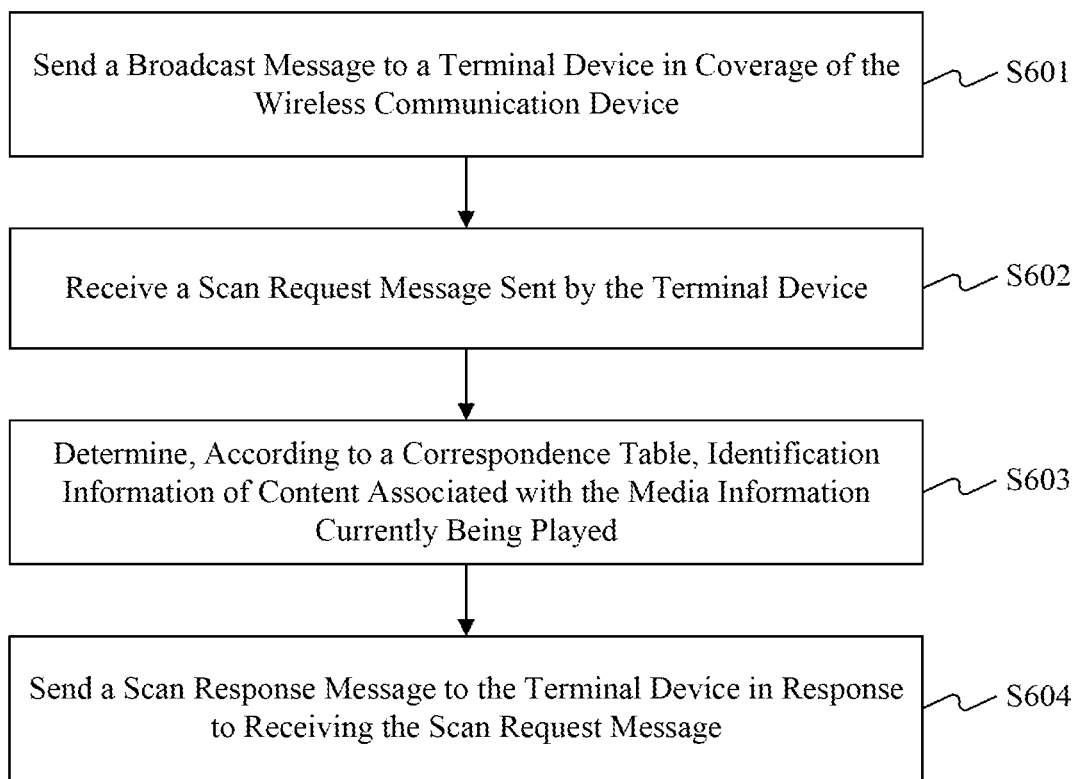 Send a Broadcast Message to a Terminal Device in Coverage of the
Wireless Communication Device
S601
Receive a Scan Request Message Sent by the Terminal Device
S602
Determine, According to a Correspondence Table, Identification
Information of Content Associated with the Media Information
Currently Being Played
S603
Send a Scan Response Message to the Terminal Device in Response
to Receiving the Scan Request Message
S604